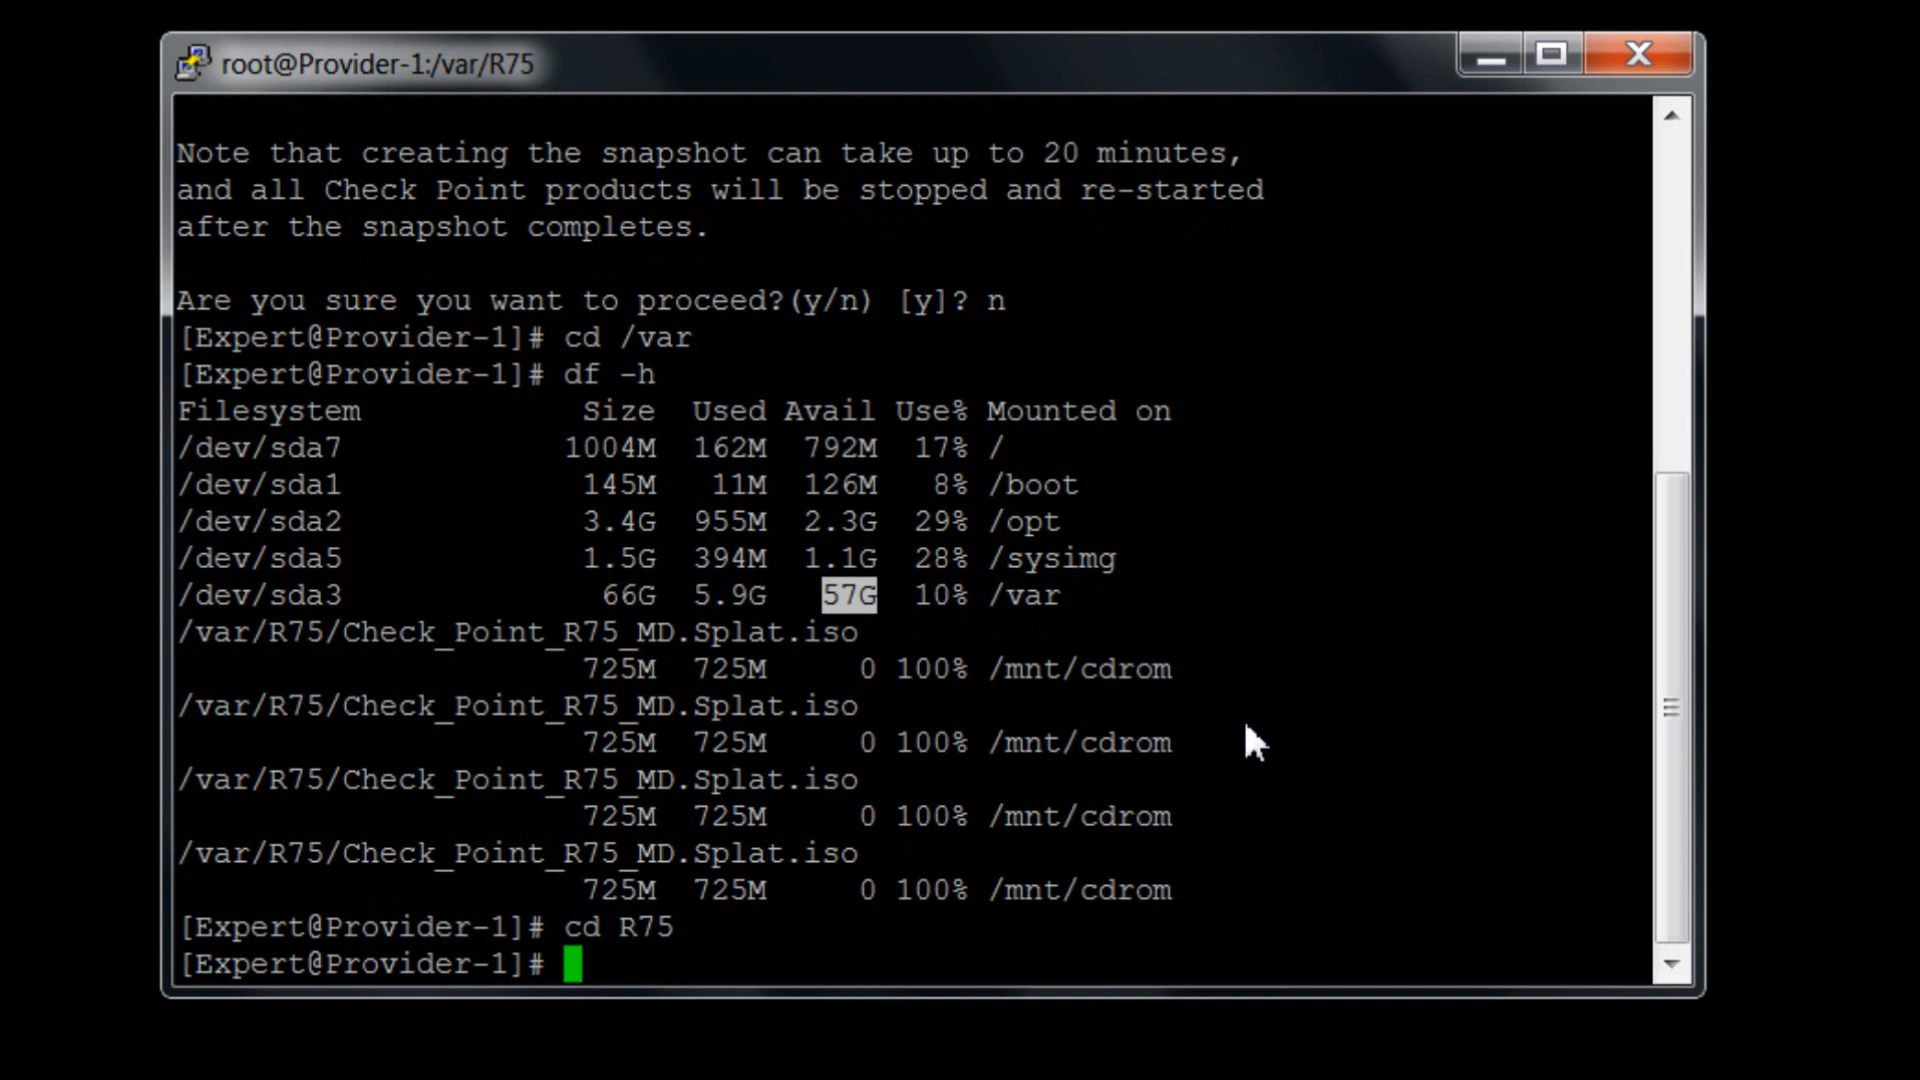 root@Provider-1:/var/R75
Note that creating the snapshot can take up to 20 minutes,
and all Check Point products will be stopped and re-started
after the snapshot completes.
Are you sure you want to proceed?(y/n) [y]? n
[Expert@Provider-1]# cd /var
[Expert@Provider-1]# df -h
Filesystem Size Used Avail Use% Mounted on
/dev/sda7 1004M 162M 792M 17% /
/dev/sda1 145M 11M 126M 8% /boot
/dev/sda2 3.4G 955M 2.3G 29% /opt
/dev/sda5 1.5G 394M 1.1G 28% /sysimg
/dev/sda3 66G 5.9G 57G 10% /var
/var/R75/Check_Point_R75_MD.Splat.iso
725M 725M 0 100% /mnt/cdrom
/var/R75/Check_Point_R75_MD.Splat.iso
725M 725M 0 100% /mnt/cdrom
/var/R75/Check_Point_R75_MD.Splat.iso
725M 725M 0 100% /mnt/cdrom
/var/R75/Check_Point_R75_MD.Splat.iso
725M 725M 0 100% /mnt/cdrom
[Expert@Provider-1]# cd R75
[Expert@Provider-1]#